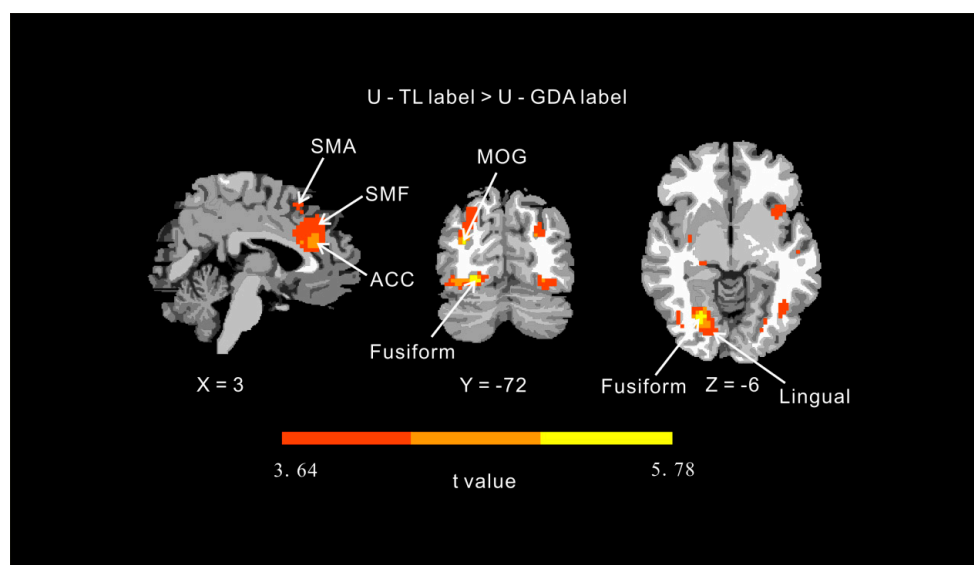 U - TL label > U - GDA label
SMA
SMF
ACC
X = 3
MOG
Fusiform
Y = -72
Fusiform
Z = -6
Lingual
3. 64
5. 78
t value